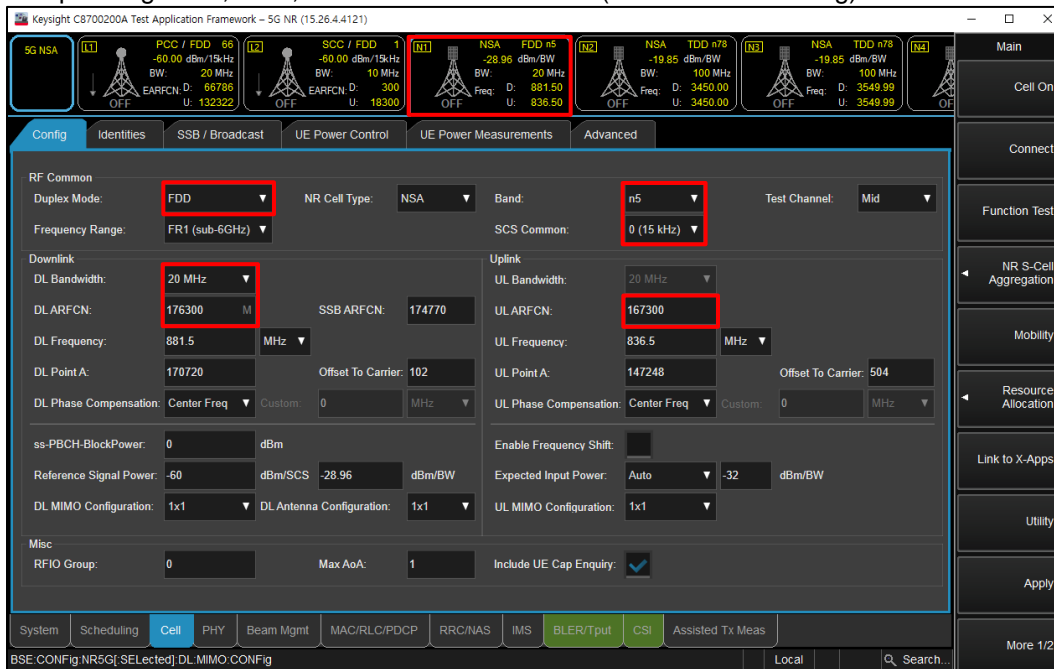 Keysight C8700200A Test Application Framework – 5G NR (15.26.4.4121)
5G NSA
L1 PCC / FDD 66
-60.00 dBm/15kHz
BW: 20 MHz
EARFCN: D: 66786
OFF U: 132322
L2 SCC / FDD 1
-60.00 dBm/15kHz
BW: 10 MHz
EARFCN: D: 300
OFF U: 18300
N1 NSA FDD n5
-28.96 dBm/BW
BW: 20 MHz
Freq: D: 881.50
OFF U: 836.50
N2 NSA TDD n78
-19.85 dBm/BW
BW: 100 MHz
Freq: D: 3450.00
OFF U: 3450.00
N3 NSA TDD n78
-19.85 dBm/BW
BW: 100 MHz
Freq: D: 3549.99
OFF U: 3549.99
N4
Main
Cell On
Connect
Function Test
NR S-Cell
Aggregation
Mobility
Resource
Allocation
Link to X-Apps
Utility
Apply
More 1/2
Config Identities SSB / Broadcast UE Power Control UE Power Measurements Advanced
RF Common
Duplex Mode: FDD NR Cell Type: NSA Band: n5 Test Channel: Mid
Frequency Range: FR1 (sub-6GHz) SCS Common: 0 (15 kHz)
Downlink
DL Bandwidth: 20 MHz
DL ARFCN: 176300 M SSB ARFCN: 174770
DL Frequency: 881.5 MHz
DL Point A: 170720 Offset To Carrier: 102
DL Phase Compensation: Center Freq Custom: 0 MHz
ss-PBCH-BlockPower: 0 dBm
Reference Signal Power: -60 dBm/SCS -28.96 dBm/BW
DL MIMO Configuration: 1x1 DL Antenna Configuration: 1x1
Uplink
UL Bandwidth: 20 MHz
UL ARFCN: 167300
UL Frequency: 836.5 MHz
UL Point A: 147248 Offset To Carrier: 504
UL Phase Compensation: Center Freq Custom: 0 MHz
Enable Frequency Shift:
Expected Input Power: Auto -32 dBm/BW
UL MIMO Configuration: 1x1
Misc
RFIO Group: 0 Max AoA: 1 Include UE Cap Enquiry:
System Scheduling Cell PHY Beam Mgmt MAC/RLC/PDCP RRC/NAS IMS BLER/Tput CSI Assisted Tx Meas
BSE:CONFig:NR5G[:SELected]:DL:MIMO:CONFig Local Search...